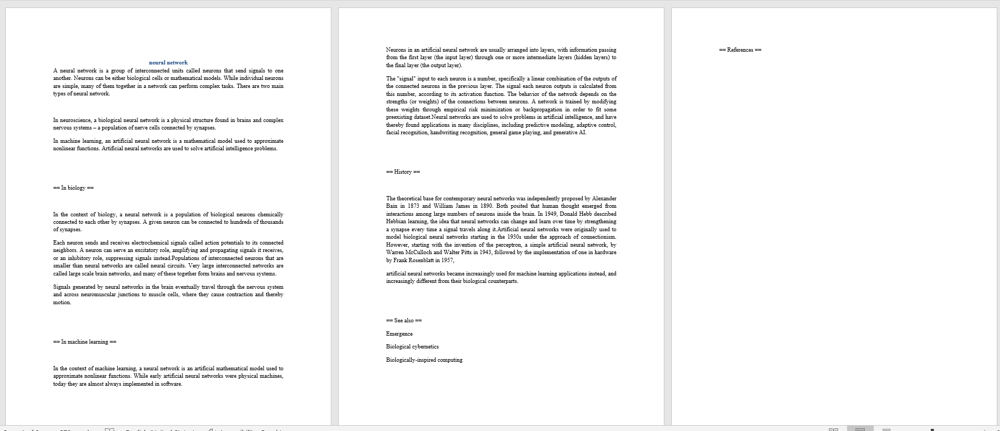 neural network
A neural network is a group of interconnected units called neurons that send signals to one
another. Neurons can be either biological cells or mathematical models. While individual neurons
are simple, many of them together in a network can perform complex tasks. There are two main
types of neural network.
In neuroscience, a biological neural network is a physical structure found in brains and complex
nervous systems – a population of nerve cells connected by synapses.
In machine learning, an artificial neural network is a mathematical model used to approximate
nonlinear functions. Artificial neural networks are used to solve artificial intelligence problems.
== In biology ==
In the context of biology, a neural network is a population of biological neurons chemically
connected to each other by synapses. A given neuron can be connected to hundreds of thousands
of synapses.
Each neuron sends and receives electrochemical signals called action potentials to its connected
neighbors. A neuron can serve an excitatory role, amplifying and propagating signals it receives,
or an inhibitory role, suppressing signals instead.Populations of interconnected neurons that are
smaller than neural networks are called neural circuits. Very large interconnected networks are
called large scale brain networks, and many of these together form brains and nervous systems.
Signals generated by neural networks in the brain eventually travel through the nervous system
and across neuromuscular junctions to muscle cells, where they cause contraction and thereby
motion.
== In machine learning ==
In the context of machine learning, a neural network is an artificial mathematical model used to
approximate nonlinear functions. While early artificial neural networks were physical machines,
today they are almost always implemented in software.
Neurons in an artificial neural network are usually arranged into layers, with information passing
from the first layer (the input layer) through one or more intermediate layers (hidden layers) to
the final layer (the output layer).
The "signal" input to each neuron is a number, specifically a linear combination of the outputs of
the connected neurons in the previous layer. The signal each neuron outputs is calculated from
this number, according to its activation function. The behavior of the network depends on the
strengths (or weights) of the connections between neurons. A network is trained by modifying
these weights through empirical risk minimization or backpropagation in order to fit some
preexisting dataset.Neural networks are used to solve problems in artificial intelligence, and have
thereby found applications in many disciplines, including predictive modeling, adaptive control,
facial recognition, handwriting recognition, general game playing, and generative AI.
== History ==
The theoretical base for contemporary neural networks was independently proposed by Alexander
Bain in 1873 and William James in 1890. Both posited that human thought emerged from
interactions among large numbers of neurons inside the brain. In 1949, Donald Hebb described
Hebbian learning, the idea that neural networks can change and learn over time by strengthening
a synapse every time a signal travels along it.Artificial neural networks were originally used to
model biological neural networks starting in the 1930s under the approach of connectionism.
However, starting with the invention of the perceptron, a simple artificial neural network, by
Warren McCulloch and Walter Pitts in 1943, followed by the implementation of one in hardware
by Frank Rosenblatt in 1957,
artificial neural networks became increasingly used for machine learning applications instead, and
increasingly different from their biological counterparts.
== See also ==
Emergence
Biological cybernetics
Biologically-inspired computing
== References ==